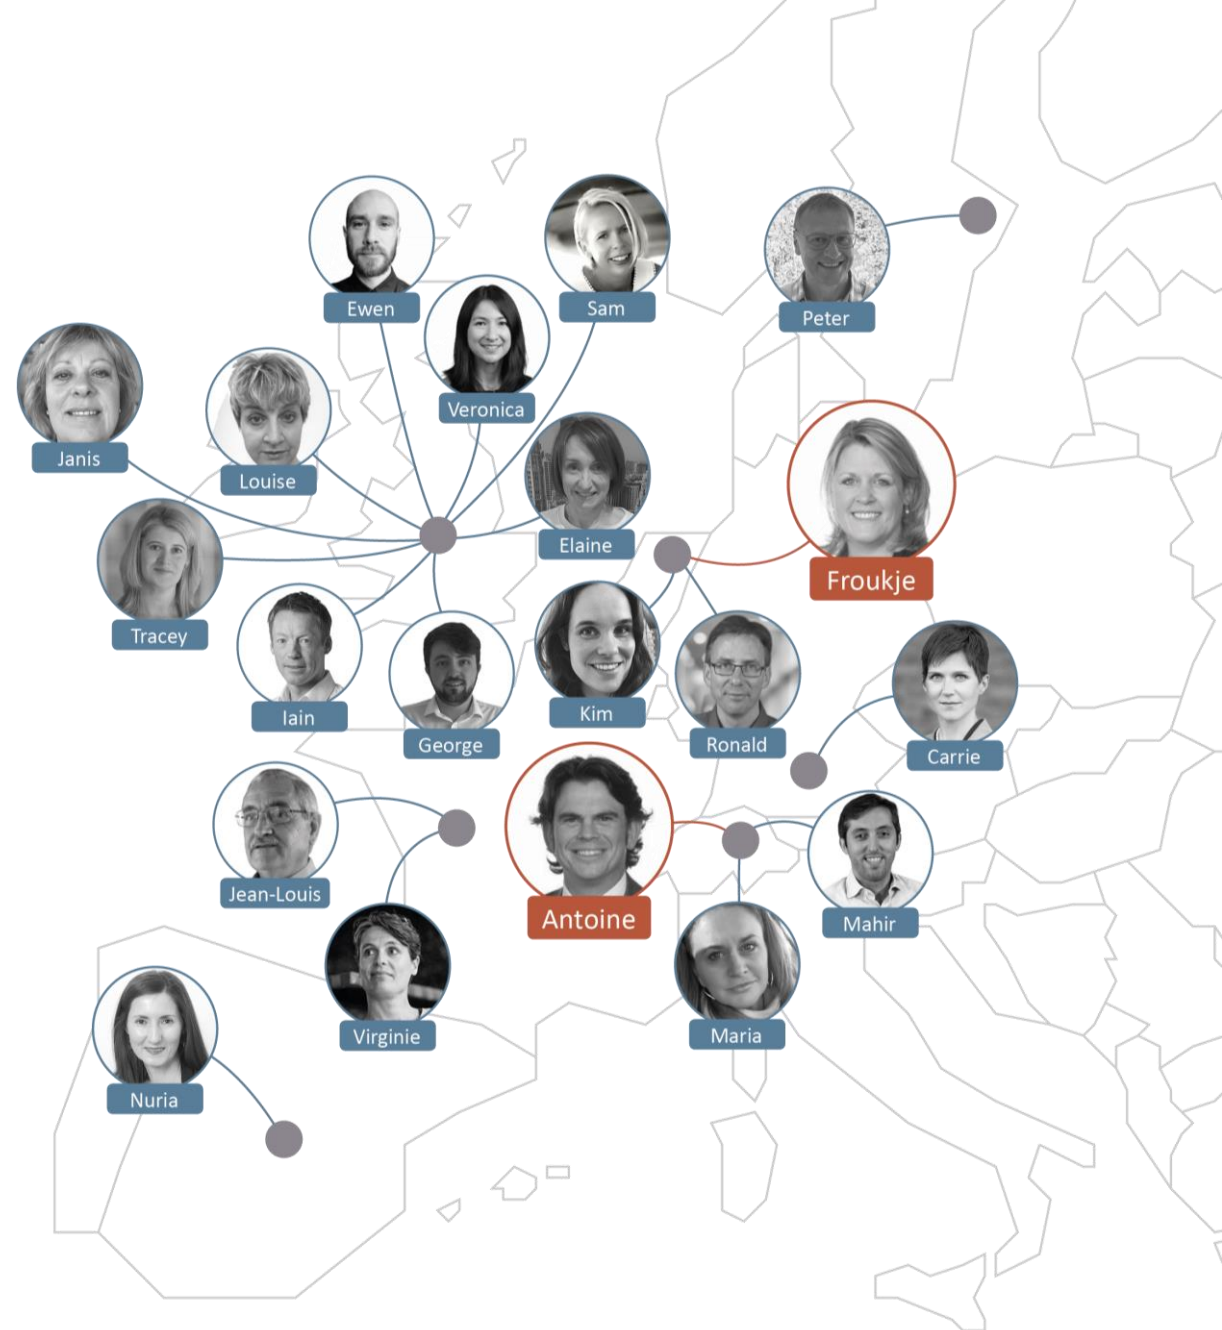 Ewen
Sam
Peter
Veronica
Janis
Louise
Elaine
Froukje
Tracey
Iain
George
Kim
Ronald
Carrie
Jean-Louis
Antoine
Mahir
Virginie
Maria
Nuria